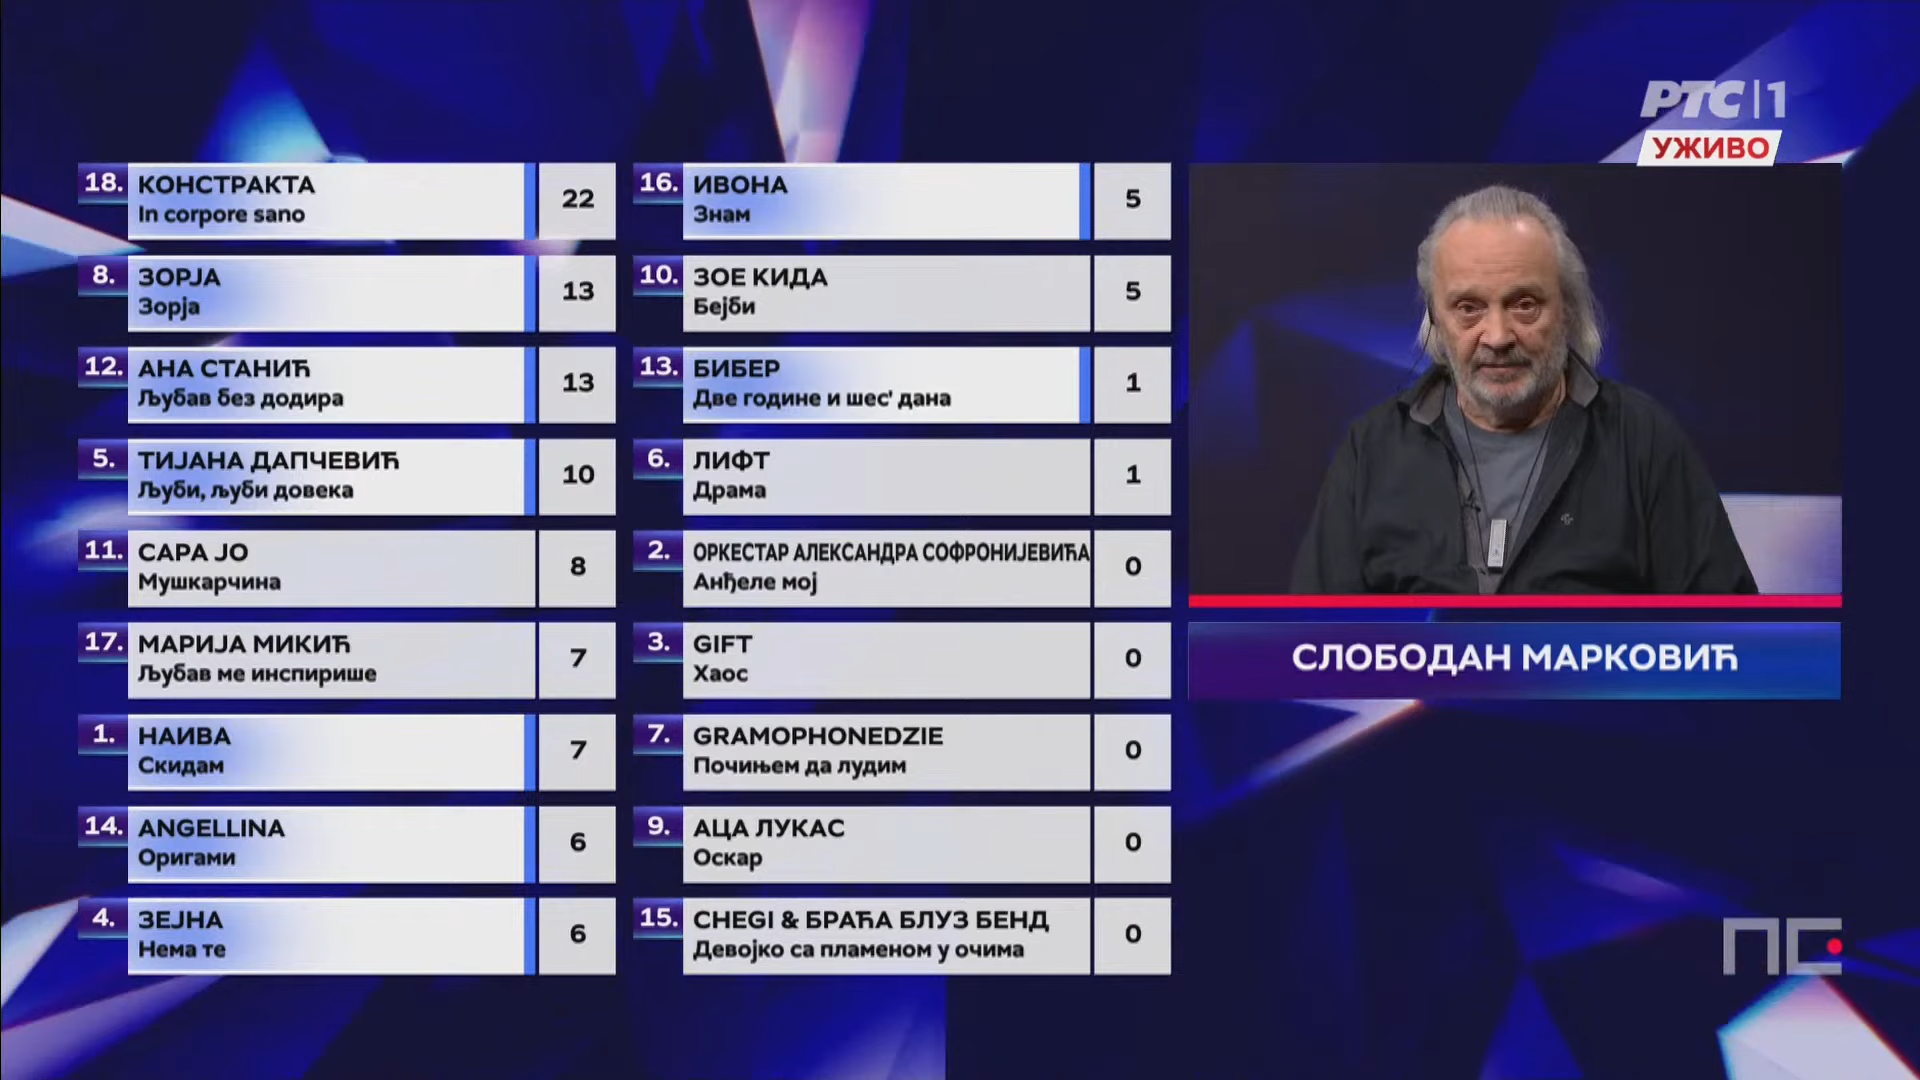 РТС|1
УЖИВО
18. КОНСТРАКТА 22
In corpore sano
8. ЗОРЈА 13
Зорја
12. АНА СТАНИЋ 13
Љубав без додира
5. ТИЈАНА ДАПЧЕВИЋ 10
Љуби, љуби довека
11. САРА ЈО 8
Мушкарчина
17. МАРИЈА МИКИЋ 7
Љубав ме инспирише
1. НАИВА 7
Скидам
14. ANGELLINA 6
Оригами
4. ЗЕЈНА 6
Нема те
16. ИВОНА 5
Знам
10. ЗОЕ КИДА 5
Бејби
13. БИБЕР 1
Две године и шес' дана
6. ЛИФТ 1
Драма
2. ОРКЕСТАР АЛЕКСАНДРА СОФРОНИЈЕВИЋА 0
Анђеле мој
3. GIFT 0
Хаос
7. GRAMOPHONEDZIE 0
Почињем да лудим
9. АЦА ЛУКАС 0
Оскар
15. CHEGI & БРАЋА БЛУЗ БЕНД 0
Девојко са пламеном у очима
СЛОБОДАН МАРКОВИЋ
ПС